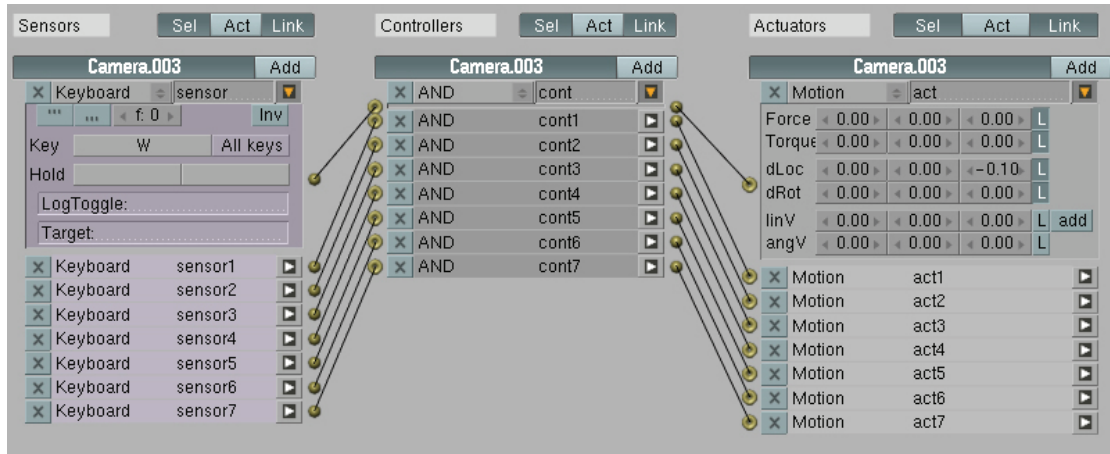 Sensors Sel Act Link Controllers Sel Act Link Actuators Sel Act Link
Camera.003 Add Camera.003 Add Camera.003 Add
X Keyboard sensor X AND cont X Motion act
f: 0 Inv
Key W All keys
Hold
LogToggle:
Target:
X Keyboard sensor1
X Keyboard sensor2
X Keyboard sensor3
X Keyboard sensor4
X Keyboard sensor5
X Keyboard sensor6
X Keyboard sensor7
X AND cont1
X AND cont2
X AND cont3
X AND cont4
X AND cont5
X AND cont6
X AND cont7
Force 0.00 0.00 0.00 L
Torque 0.00 0.00 0.00 L
dLoc 0.00 0.00 -0.10 L
dRot 0.00 0.00 0.00 L
linV 0.00 0.00 0.00 L add
angV 0.00 0.00 0.00 L
X Motion act1
X Motion act2
X Motion act3
X Motion act4
X Motion act5
X Motion act6
X Motion act7